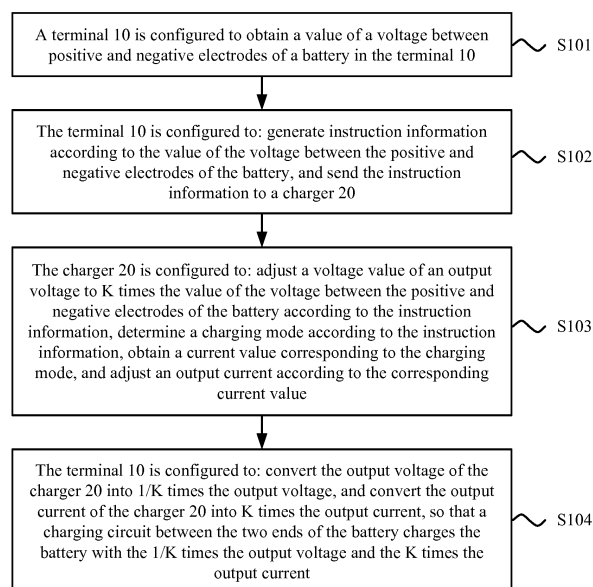 A terminal 10 is configured to obtain a value of a voltage between
positive and negative electrodes of a battery in the terminal 10
S101
The terminal 10 is configured to: generate instruction information
according to the value of the voltage between the positive and
negative electrodes of the battery, and send the instruction
information to a charger 20
S102
The charger 20 is configured to: adjust a voltage value of an output
voltage to K times the value of the voltage between the positive and
negative electrodes of the battery according to the instruction
information, determine a charging mode according to the instruction
information, obtain a current value corresponding to the charging
mode, and adjust an output current according to the corresponding
current value
S103
The terminal 10 is configured to: convert the output voltage of the
charger 20 into 1/K times the output voltage, and convert the output
current of the charger 20 into K times the output current, so that a
charging circuit between the two ends of the battery charges the
battery with the 1/K times the output voltage and the K times the
output current
S104